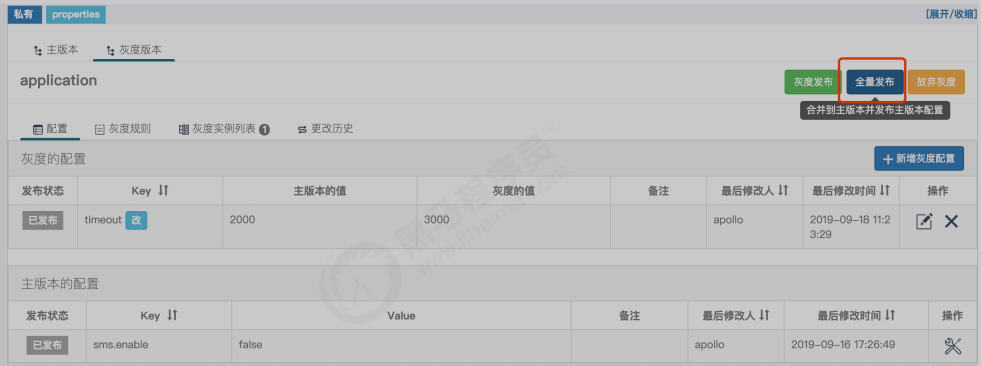 私有 properties [展开/收缩]
主版本 灰度版本
application 灰度发布 全量发布 放弃灰度
合并到主版本并发布主版本配置
配置 灰度规则 灰度实例列表 1 更改历史
灰度的配置 新增灰度配置
发布状态 Key 主版本的值 灰度的值 备注 最后修改人 最后修改时间 操作
已发布 timeout 改 2000 3000 apollo 2019-09-18 11:2
3:29
主版本的配置
发布状态 Key Value 备注 最后修改人 最后修改时间 操作
已发布 sms.enable false apollo 2019-09-16 17:26:49
黑马程序员
www.itheima.com